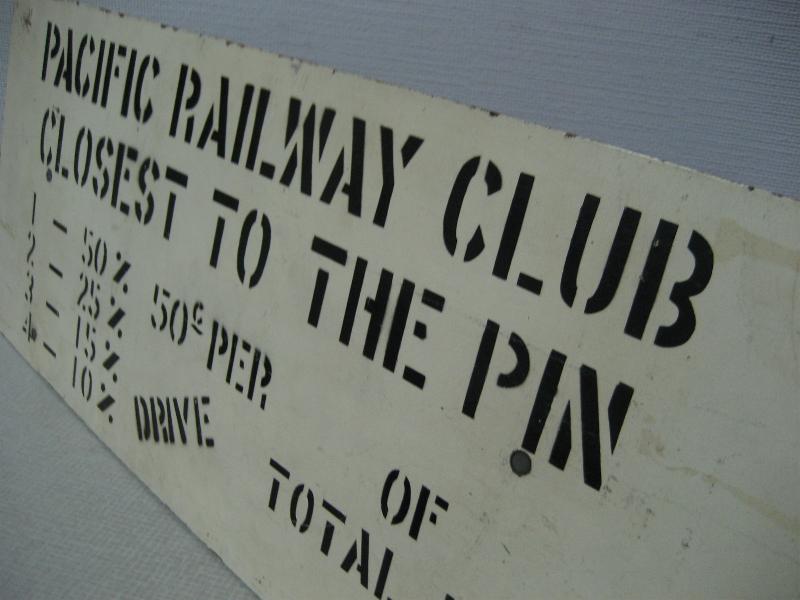 PACIFIC RAILWAY CLUB
CLOSEST TO THE PIN
1 - 50%
2 - 25% 50¢ PER
3 - 15% DRIVE
4 - 10%
OF
TOTAL